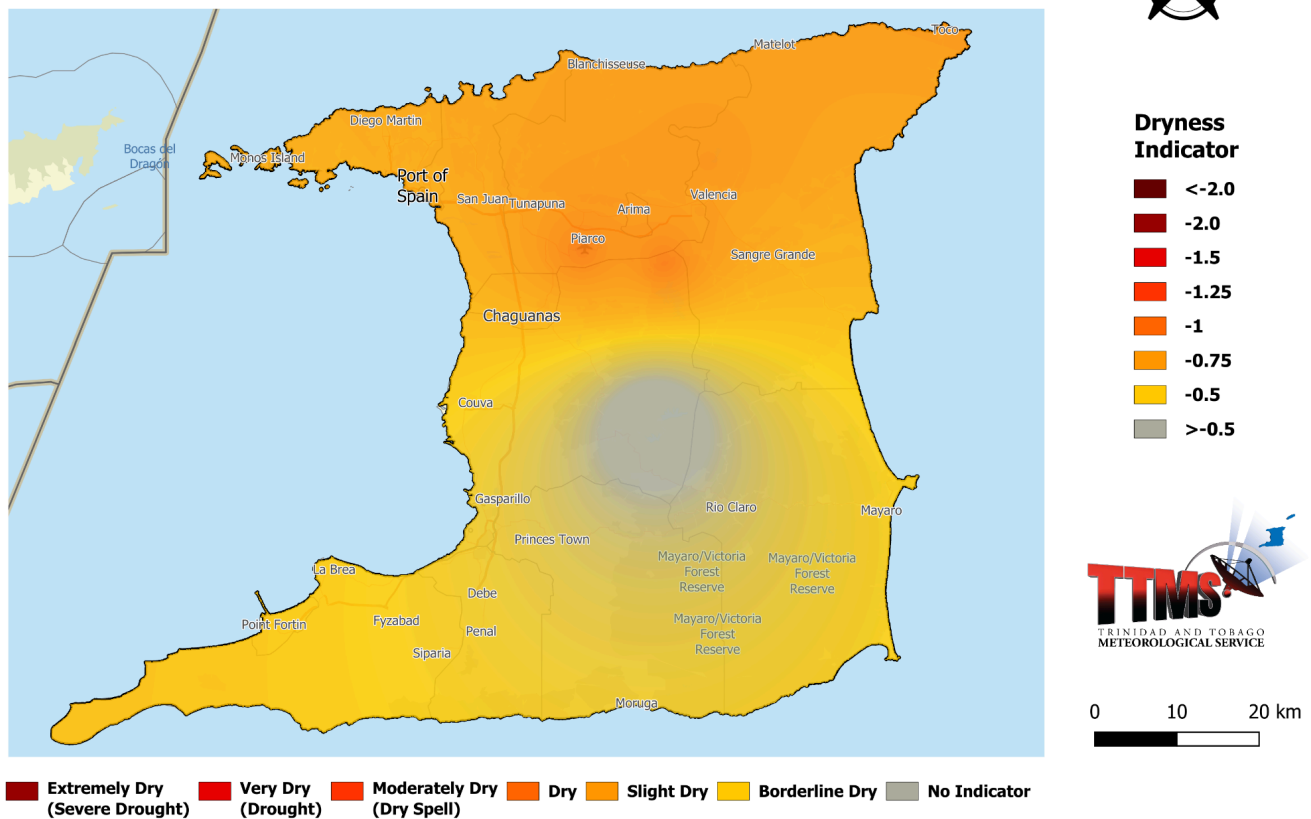 Toco
Matelot
Blanchisseuse
Diego Martin
Bocas del
Dragón
Monos Island
Port of
Spain
San Juan
Tunapuna
Arima
Valencia
Piarco
Sangre Grande
Chaguanas
Couva
Gasparillo
Rio Claro
Mayaro
Princes Town
Mayaro/Victoria
Forest
Reserve
Mayaro/Victoria
Forest
Reserve
La Brea
Debe
Point Fortin
Fyzabad
Penal
Mayaro/Victoria
Forest
Reserve
Siparia
Moruga
Dryness
Indicator
<-2.0
-2.0
-1.5
-1.25
-1
-0.75
-0.5
>-0.5
TTMS
TRINIDAD AND TOBAGO
METEOROLOGICAL SERVICE
0 10 20 km
Extremely Dry
(Severe Drought)
Very Dry
(Drought)
Moderately Dry
(Dry Spell)
Dry
Slight Dry
Borderline Dry
No Indicator